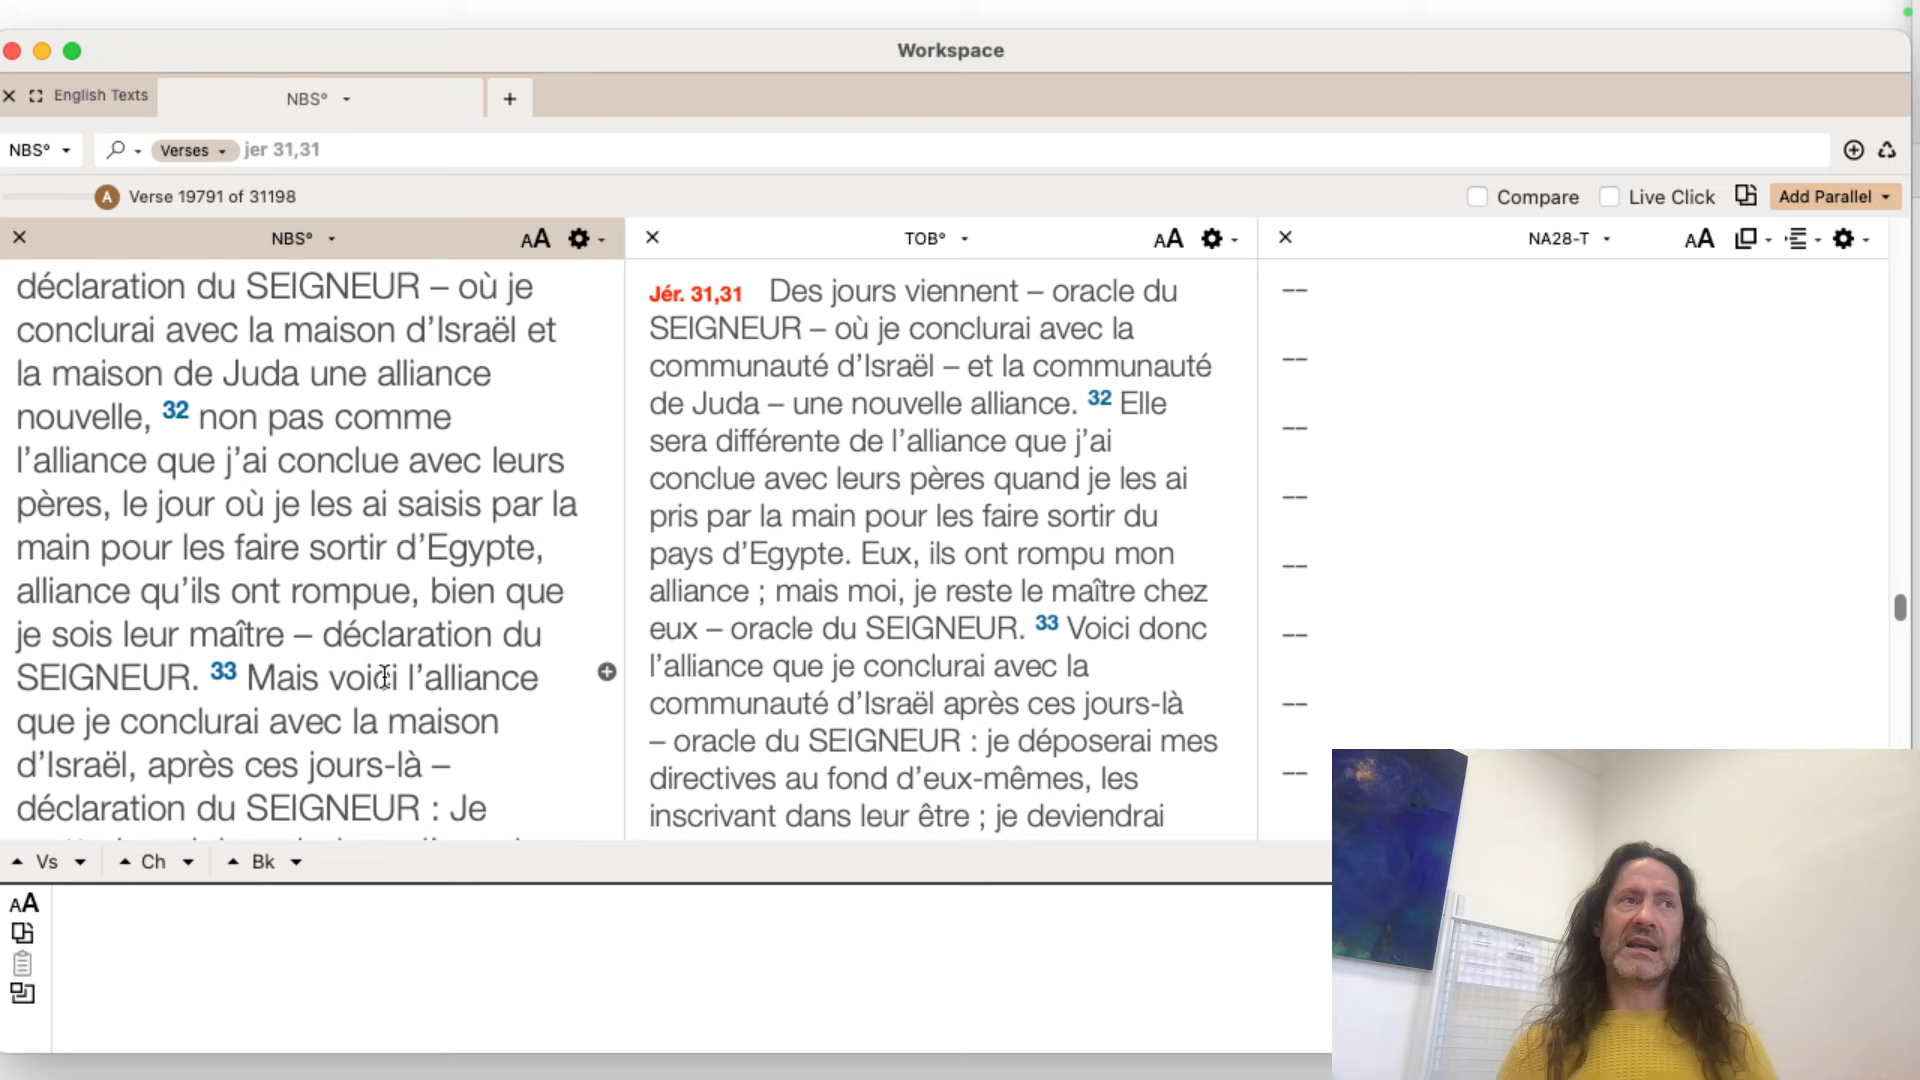 Workspace
English Texts
NBS°
+
NBS°
Verses
jer 31,31
A
Verse 19791 of 31198
Compare
Live Click
Add Parallel
NBS°
AA
déclaration du SEIGNEUR – où je
conclurai avec la maison d’Israël et
la maison de Juda une alliance
nouvelle, 32 non pas comme
l’alliance que j’ai conclue avec leurs
pères, le jour où je les ai saisis par la
main pour les faire sortir d’Egypte,
alliance qu’ils ont rompue, bien que
je sois leur maître – déclaration du
SEIGNEUR. 33 Mais voici l’alliance
que je conclurai avec la maison
d’Israël, après ces jours-là –
déclaration du SEIGNEUR : Je
TOB°
AA
Jér. 31,31 Des jours viennent – oracle du
SEIGNEUR – où je conclurai avec la
communauté d’Israël – et la communauté
de Juda – une nouvelle alliance. 32 Elle
sera différente de l’alliance que j’ai
conclue avec leurs pères quand je les ai
pris par la main pour les faire sortir du
pays d’Egypte. Eux, ils ont rompu mon
alliance ; mais moi, je reste le maître chez
eux – oracle du SEIGNEUR. 33 Voici donc
l’alliance que je conclurai avec la
communauté d’Israël après ces jours-là
– oracle du SEIGNEUR : je déposerai mes
directives au fond d’eux-mêmes, les
inscrivant dans leur être ; je deviendrai
NA28-T
AA
––
––
––
––
––
––
––
––
Vs
Ch
Bk
AA